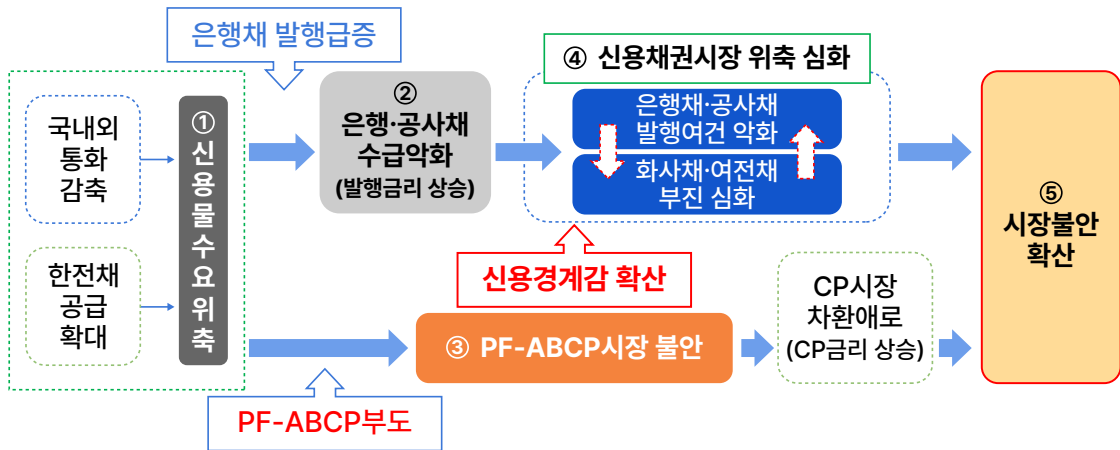 은행채 발행급증
④ 신용채권시장 위축 심화
국내외
통화
감축
한전채
공급
확대
①
신
용
물
수
요
위
축
②
은행·공사채
수급악화
(발행금리 상승)
은행채·공사채
발행여건 악화
화사채·여전채
부진 심화
신용경계감 확산
③ PF-ABCP시장 불안
PF-ABCP부도
CP시장
차환애로
(CP금리 상승)
⑤
시장불안
확산